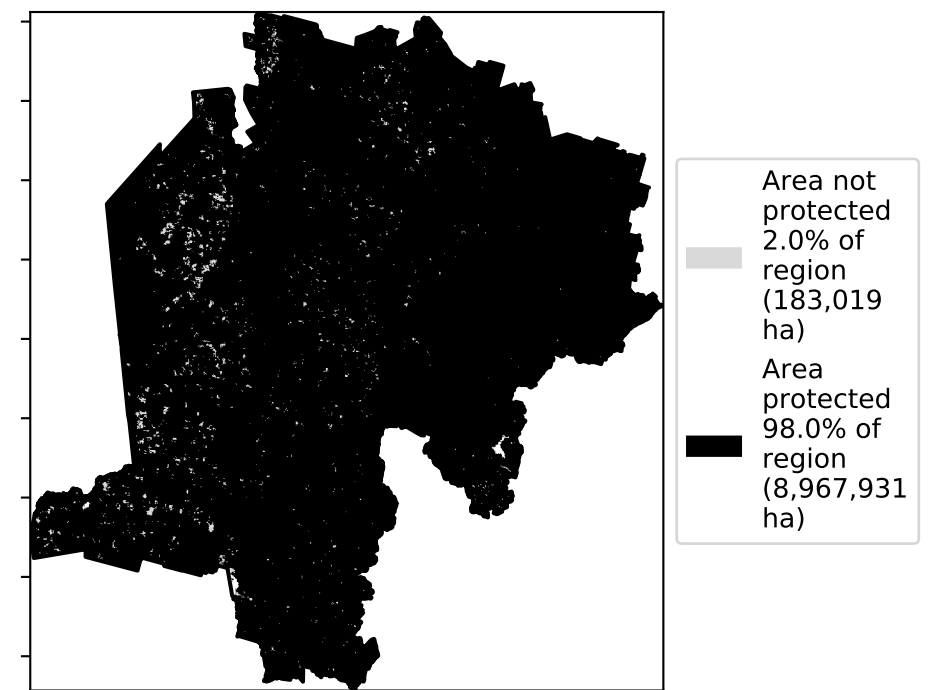 Area not
protected
2.0% of
region
(183,019
ha)
Area
protected
98.0% of
region
(8,967,931
ha)